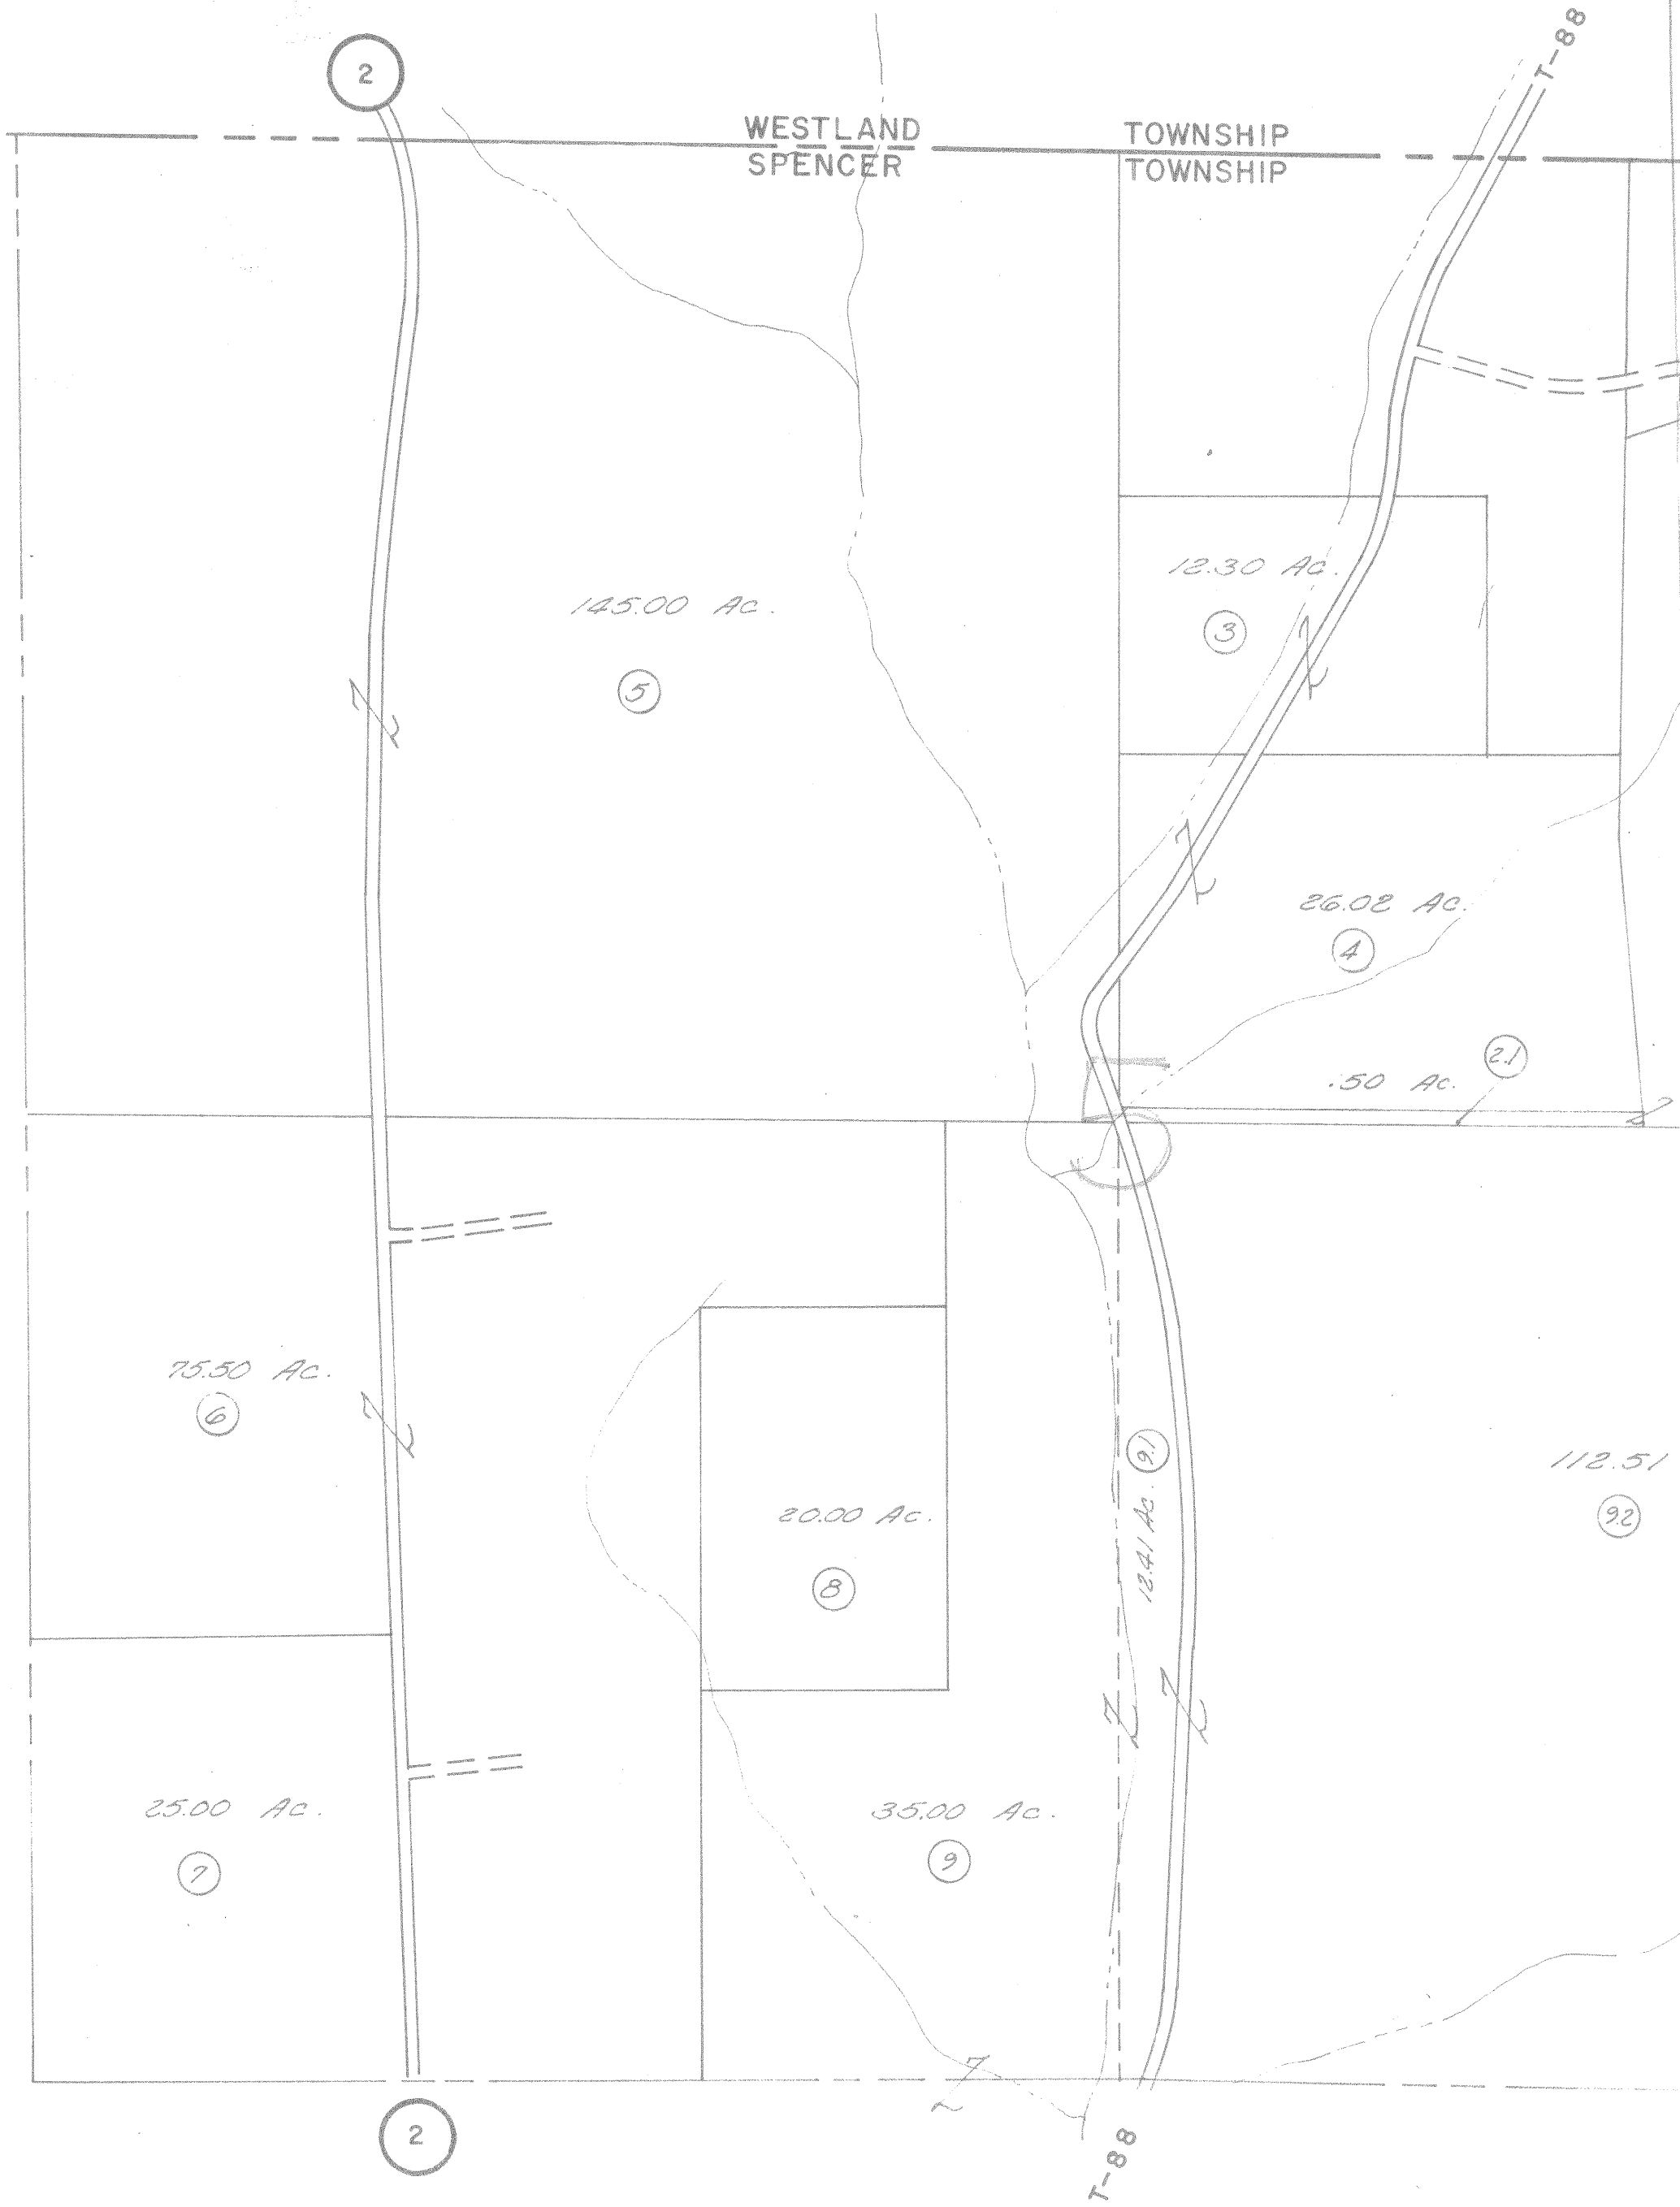 T-88
2
WESTLAND TOWNSHIP
SPENCER TOWNSHIP
12.30 Ac.
3
145.00 Ac.
5
26.02 Ac.
4
2.1
.50 Ac.
75.50 Ac.
6
9.1
12.41 Ac.
112.51
9.2
20.00 Ac.
8
25.00 Ac.
7
35.00 Ac.
9
2
T-88